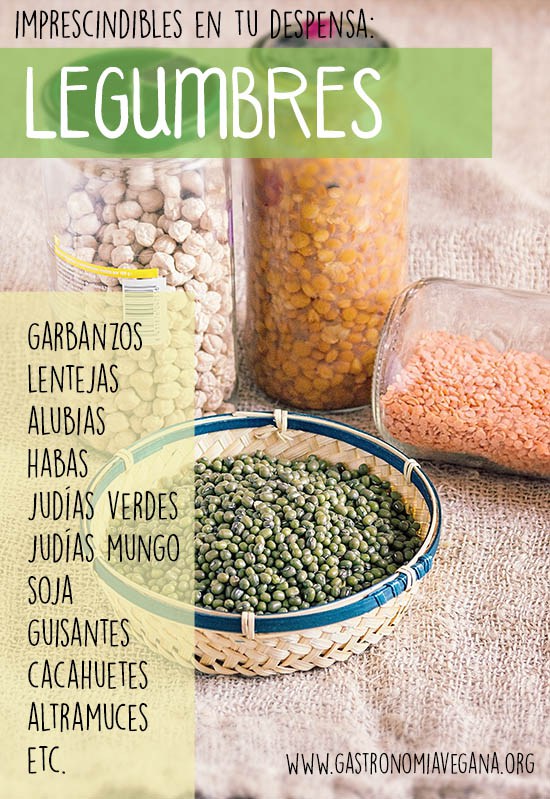 IMPRESCINDIBLES EN TU DESPENSA:
LEGUMBRES
GARBANZOS
LENTEJAS
ALUBIAS
HABAS
JUDÍAS VERDES
JUDÍAS MUNGO
SOJA
GUISANTES
CACAHUETES
ALTRAMUCES
ETC.
WWW.GASTRONOMIAVEGANA.ORG